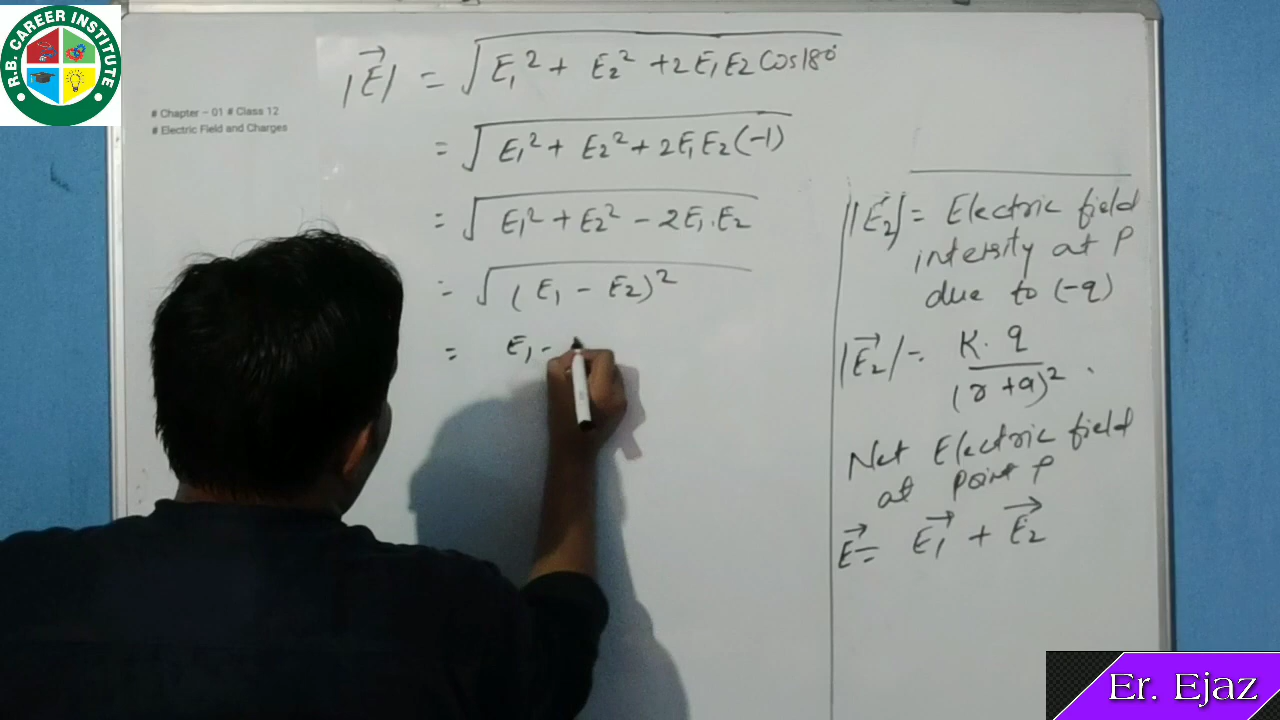 R.B. CAREER INSTITUTE
# Chapter – 01 # Class 12
# Electric Field and Charges
|E⃗| = √(E₁² + E₂² + 2E₁E₂ Cos180°)
= √(E₁² + E₂² + 2E₁E₂(-1))
= √(E₁² + E₂² - 2E₁.E₂)
= √((E₁ - E₂)²)
= E₁ -
||E⃗₂| = Electric field
intensity at P
due to (-q)
|E⃗₂| = K.q / (r+a)².
Net Electric field
at point P
E⃗ = E⃗₁ + E⃗₂
Er. Ejaz